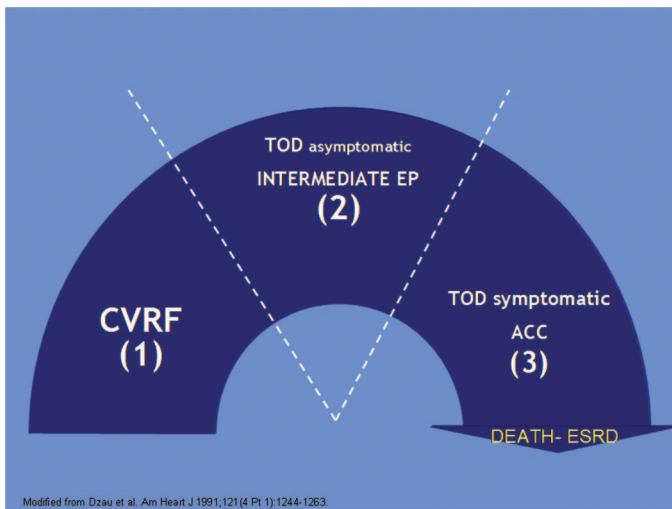 TOD asymptomatic
INTERMEDIATE EP
(2)
CVRF
(1)
TOD symptomatic
ACC
(3)
DEATH- ESRD
Modified from Dzau et al. Am Heart J 1991;121(4 Pt 1):1244-1263.